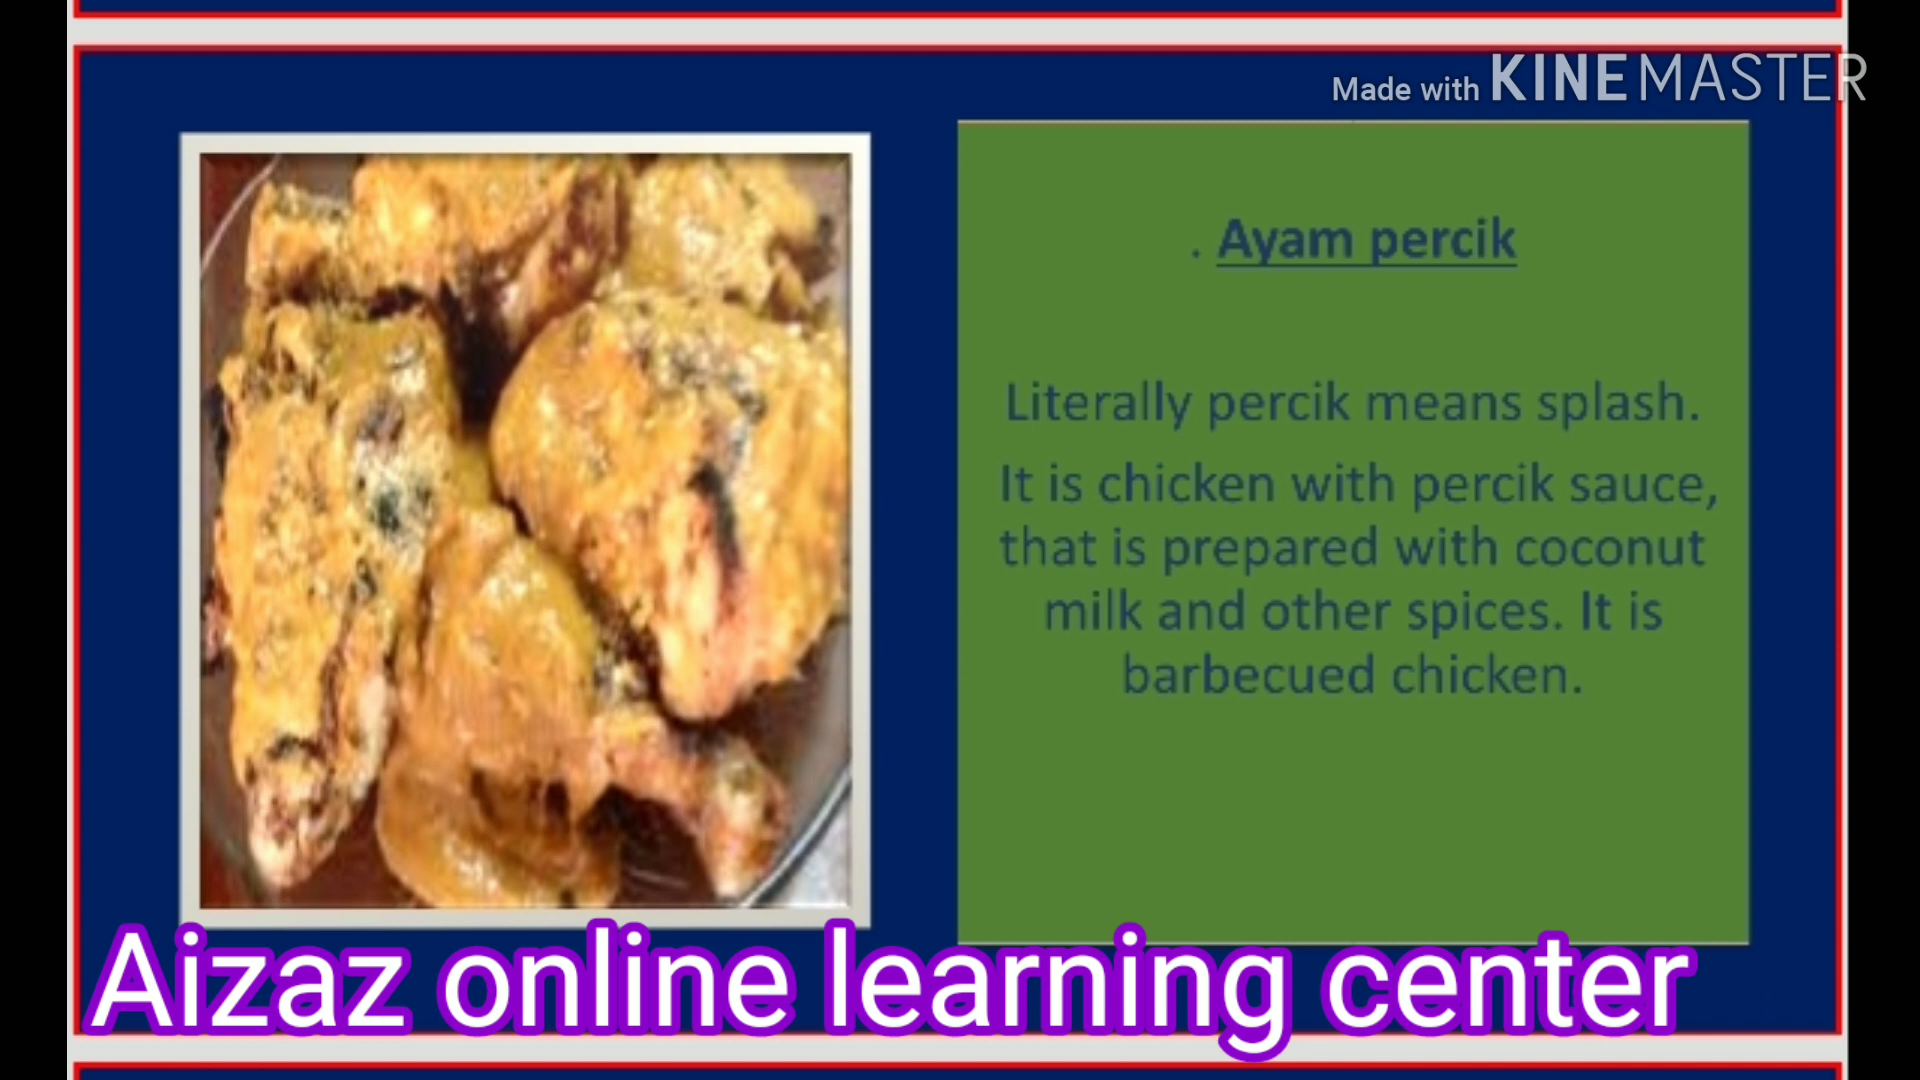 Made with KINEMASTER
. Ayam percik
Literally percik means splash.
It is chicken with percik sauce,
that is prepared with coconut
milk and other spices. It is
barbecued chicken.
Aizaz online learning center